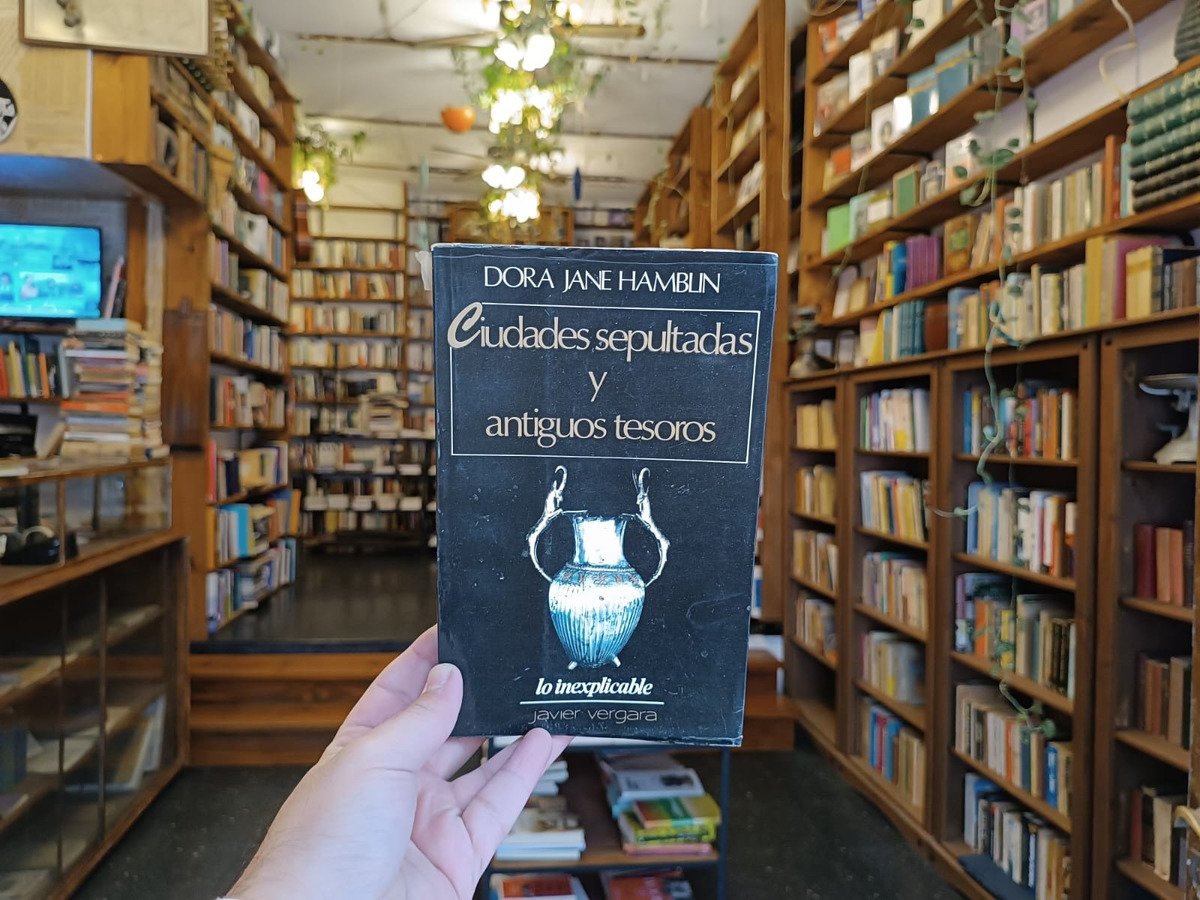 DORA JANE HAMBLIN
Ciudades sepultadas
y
antiguos tesoros
lo inexplicable
javier vergara